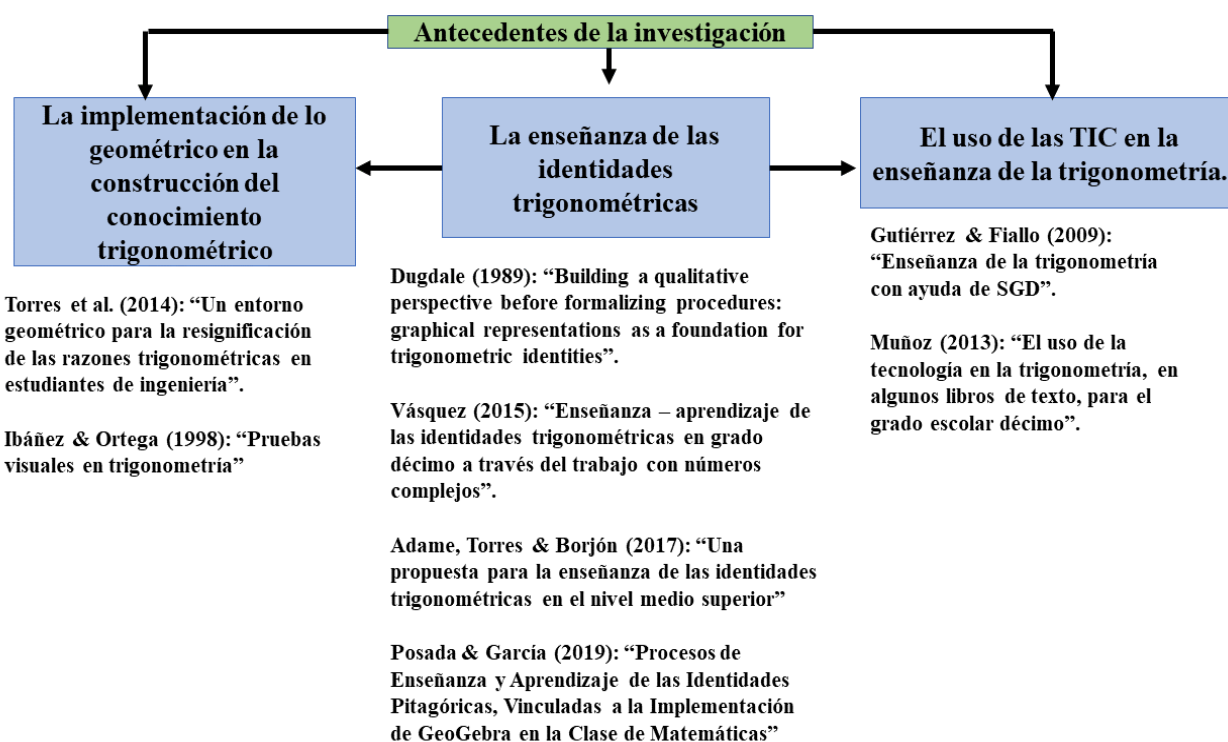 Antecedentes de la investigación
La implementación de lo
geométrico en la
construcción del
conocimiento
trigonométrico
Torres et al. (2014): “Un entorno
geométrico para la resignificación
de las razones trigonométricas en
estudiantes de ingeniería”.
Ibáñez & Ortega (1998): “Pruebas
visuales en trigonometría”
La enseñanza de las
identidades
trigonométricas
Dugdale (1989): “Building a qualitative
perspective before formalizing procedures:
graphical representations as a foundation for
trigonometric identities”.
Vásquez (2015): “Enseñanza – aprendizaje de
las identidades trigonométricas en grado
décimo a través del trabajo con números
complejos”.
Adame, Torres & Borjón (2017): “Una
propuesta para la enseñanza de las identidades
trigonométricas en el nivel medio superior”
Posada & García (2019): “Procesos de
Enseñanza y Aprendizaje de las Identidades
Pitagóricas, Vinculadas a la Implementación
de GeoGebra en la Clase de Matemáticas”
El uso de las TIC en la
enseñanza de la trigonometría.
Gutiérrez & Fiallo (2009):
“Enseñanza de la trigonometría
con ayuda de SGD”.
Muñoz (2013): “El uso de la
tecnología en la trigonometría, en
algunos libros de texto, para el
grado escolar décimo”.